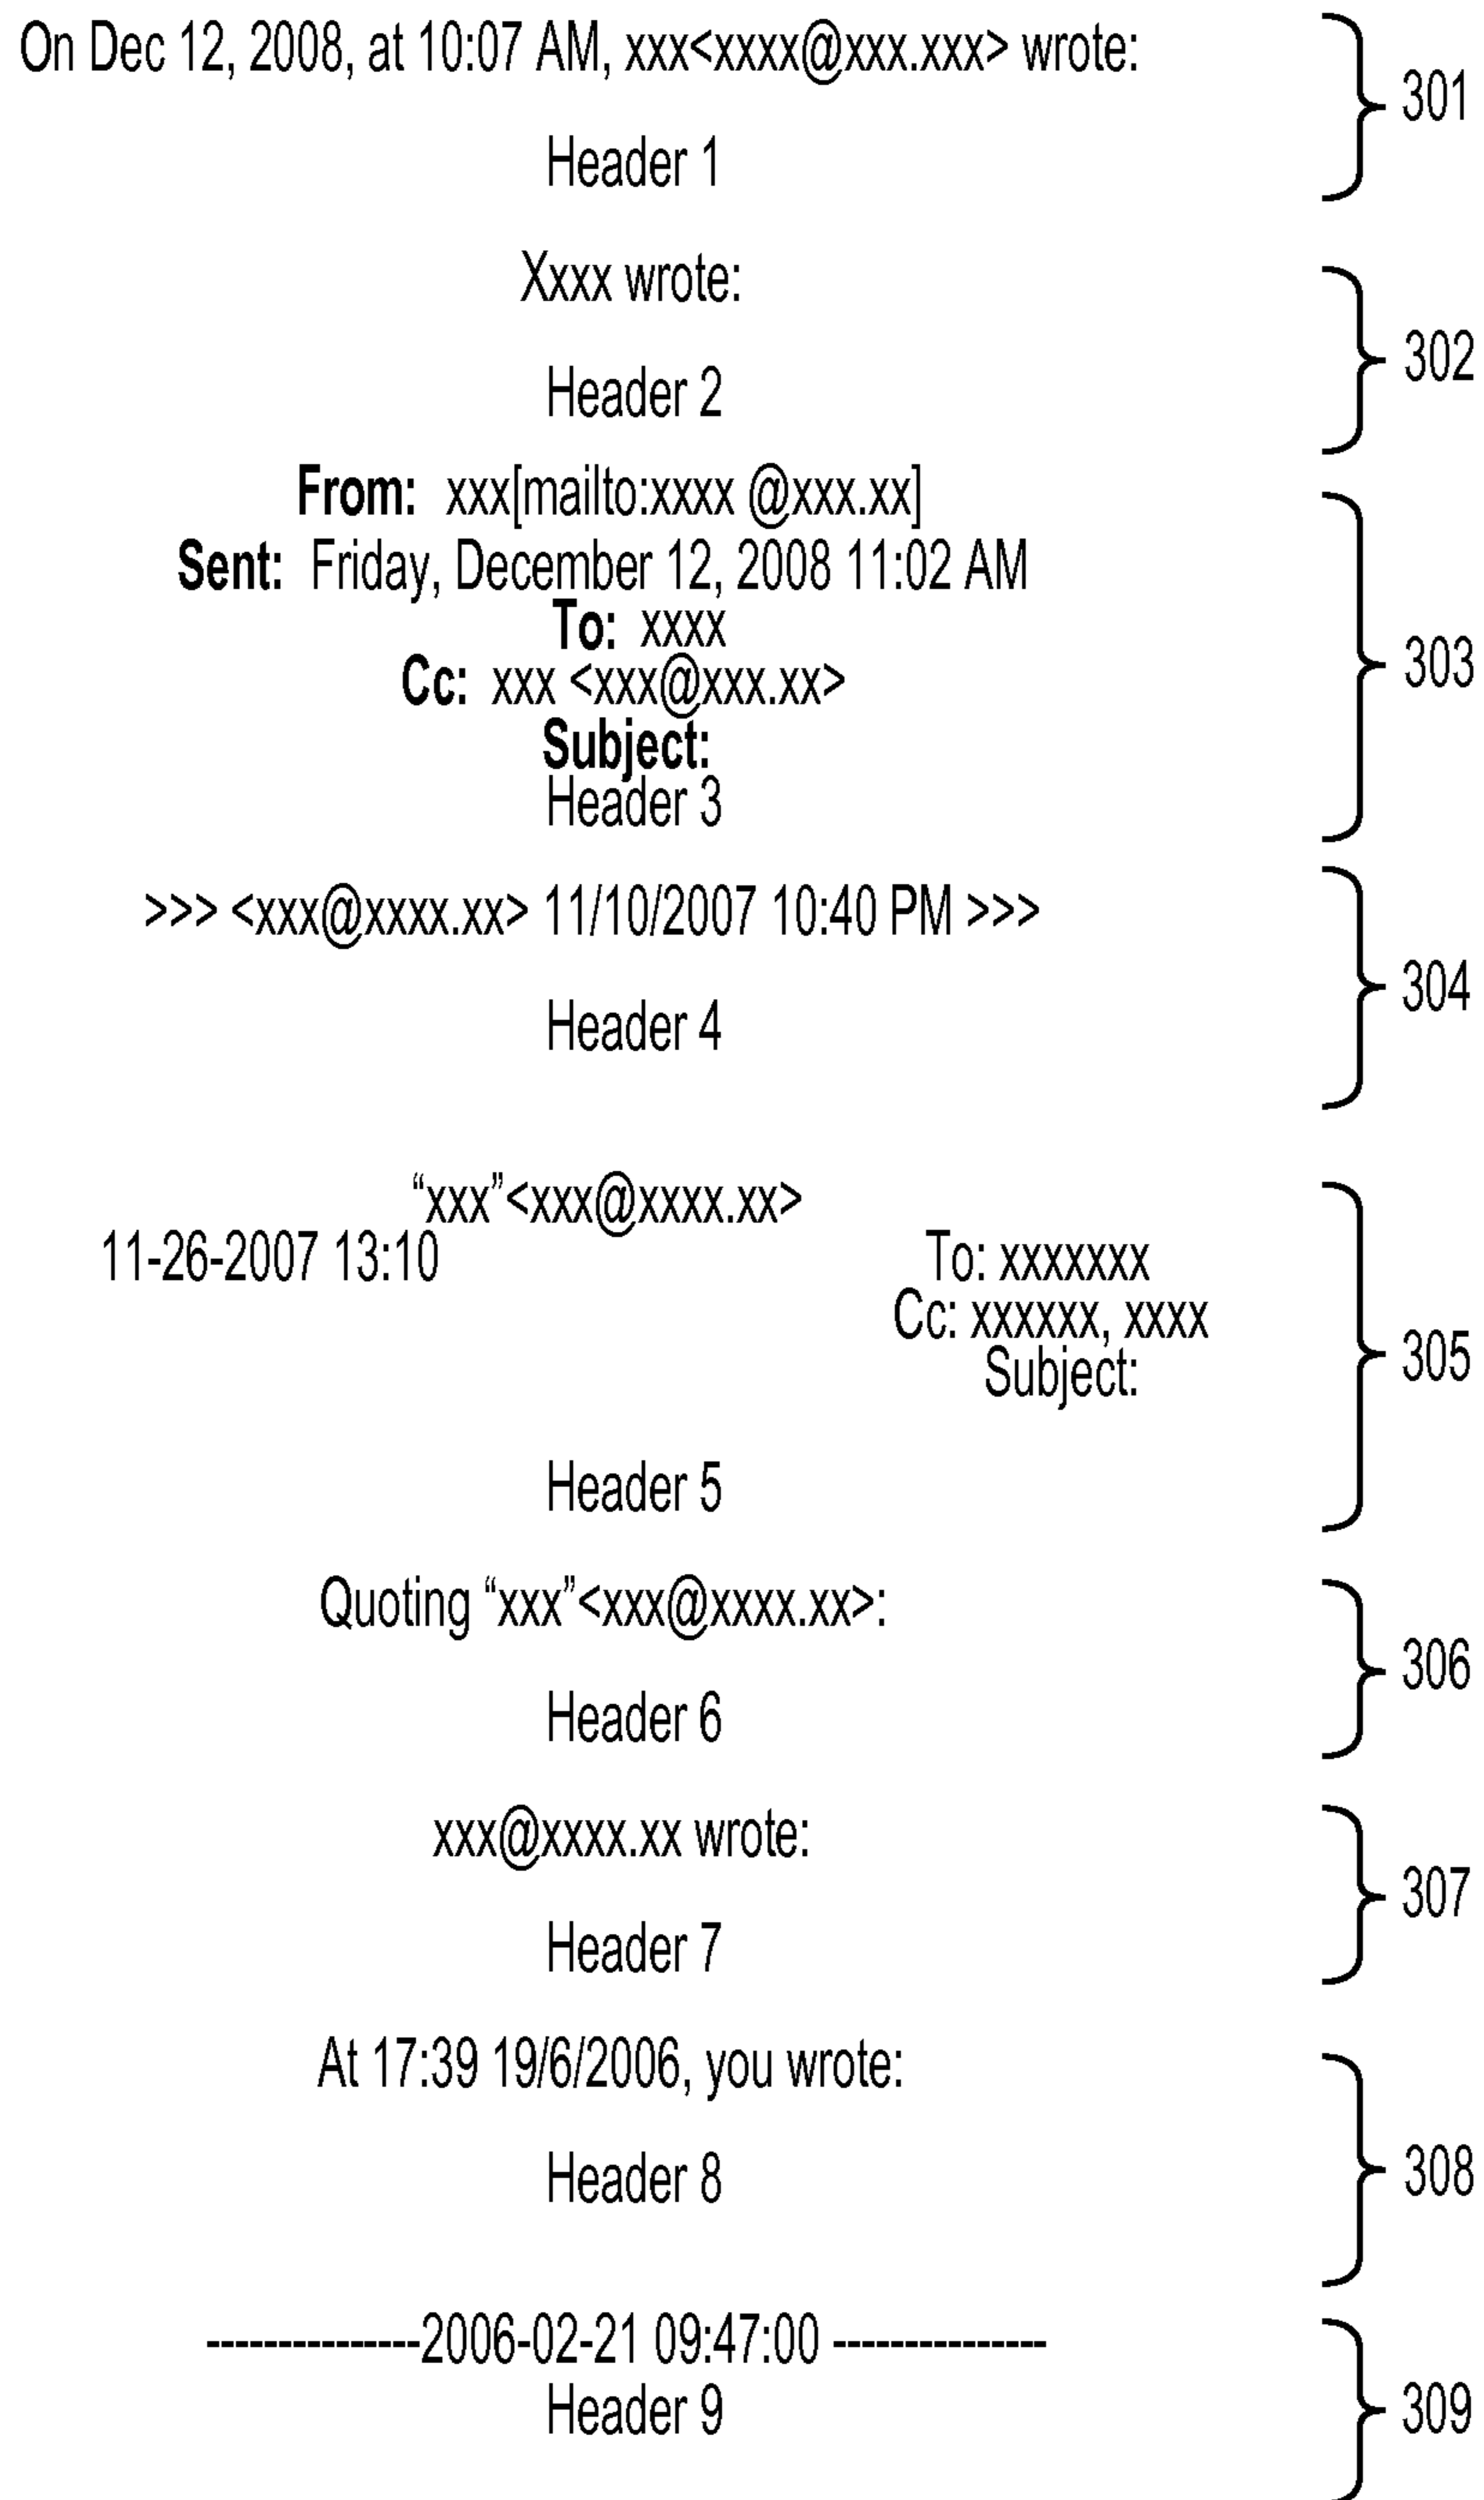 On Dec 12, 2008, at 10:07 AM, xxx<xxxx@xxx.xxx> wrote:
301
Header 1
Xxxx wrote:
302
Header 2
From: xxx[mailto:xxxx @xxx.xx]
Sent: Friday, December 12, 2008 11:02 AM
To: xxxx
303
Cc: xxx <xxx@xxx.xx>
Subject:
Header 3
>>> <xxx@xxxx.xx> 11/10/2007 10:40 PM >>>
304
Header 4
“xxx”<xxx@xxxx.xx>
11-26-2007 13:10 To: xxxxxxx
Cc: xxxxxx, xxxx
305
Subject:
Header 5
Quoting “xxx”<xxx@xxxx.xx>:
306
Header 6
xxx@xxxx.xx wrote:
307
Header 7
At 17:39 19/6/2006, you wrote:
308
Header 8
---------------2006-02-21 09:47:00 ---------------
Header 9
309